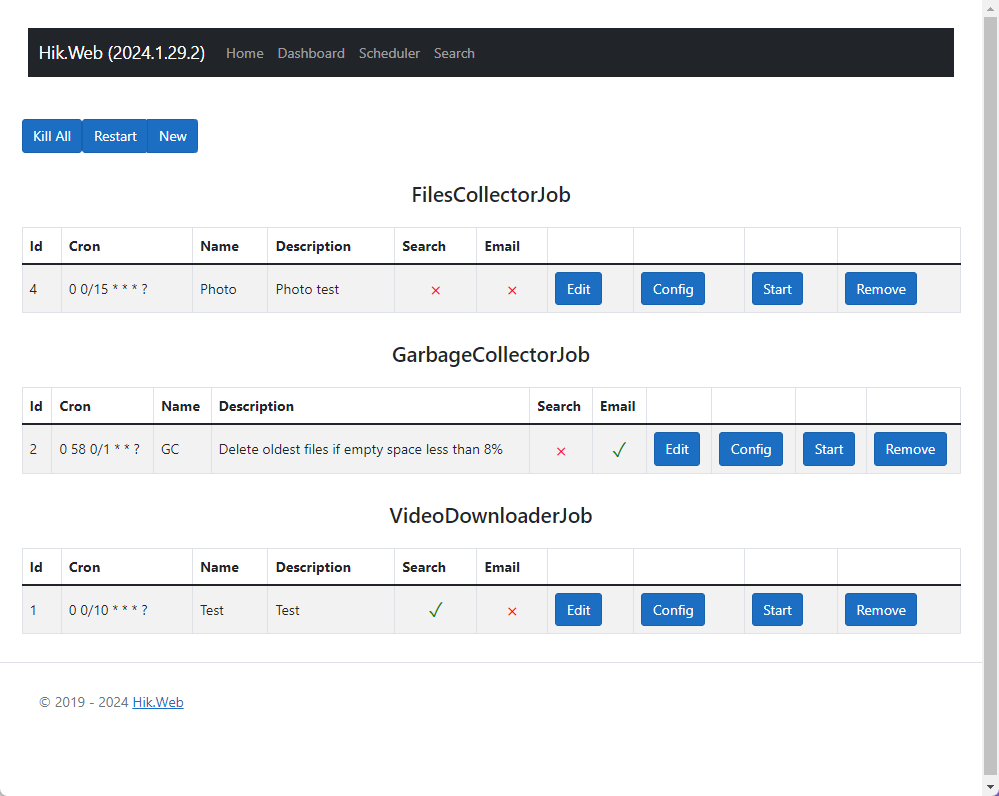 Hik.Web (2024.1.29.2) Home Dashboard Scheduler Search
Kill All Restart New
FilesCollectorJob
Id Cron Name Description Search Email
4 0 0/15 * * * ? Photo Photo test × × Edit Config Start Remove
GarbageCollectorJob
Id Cron Name Description Search Email
2 0 58 0/1 * * ? GC Delete oldest files if empty space less than 8% × ✓ Edit Config Start Remove
VideoDownloaderJob
Id Cron Name Description Search Email
1 0 0/10 * * * ? Test Test ✓ × Edit Config Start Remove
© 2019 - 2024 Hik.Web